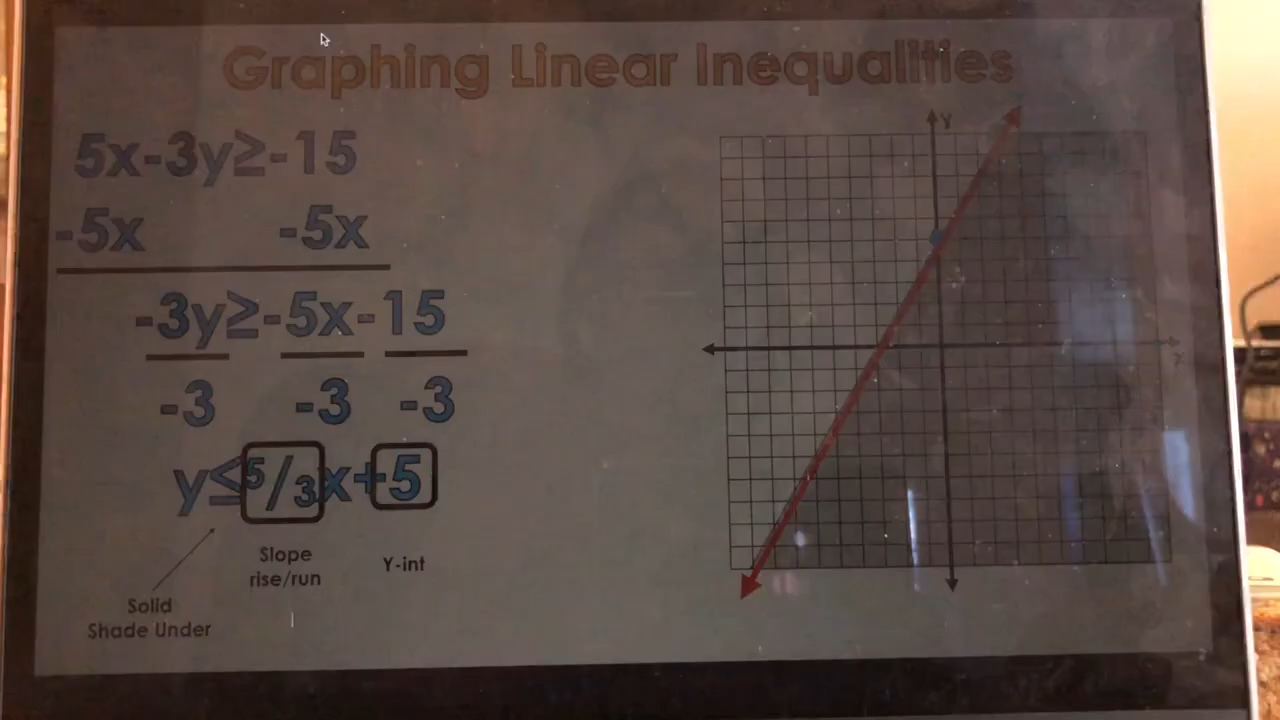 Graphing Linear Inequalities
5x-3y≥-15
-5x -5x
-3y≥-5x-15
-3 -3 -3
y≤5/3x+5
Slope
rise/run
Y-int
Solid
Shade Under
y
x